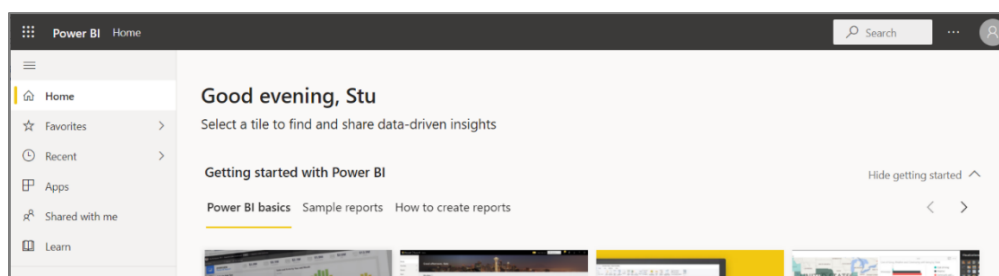 Power BI Home Search ...
Home
Good evening, Stu
Favorites
Select a tile to find and share data-driven insights
Recent
Getting started with Power BI Hide getting started
Apps
Power BI basics Sample reports How to create reports
Shared with me
Learn